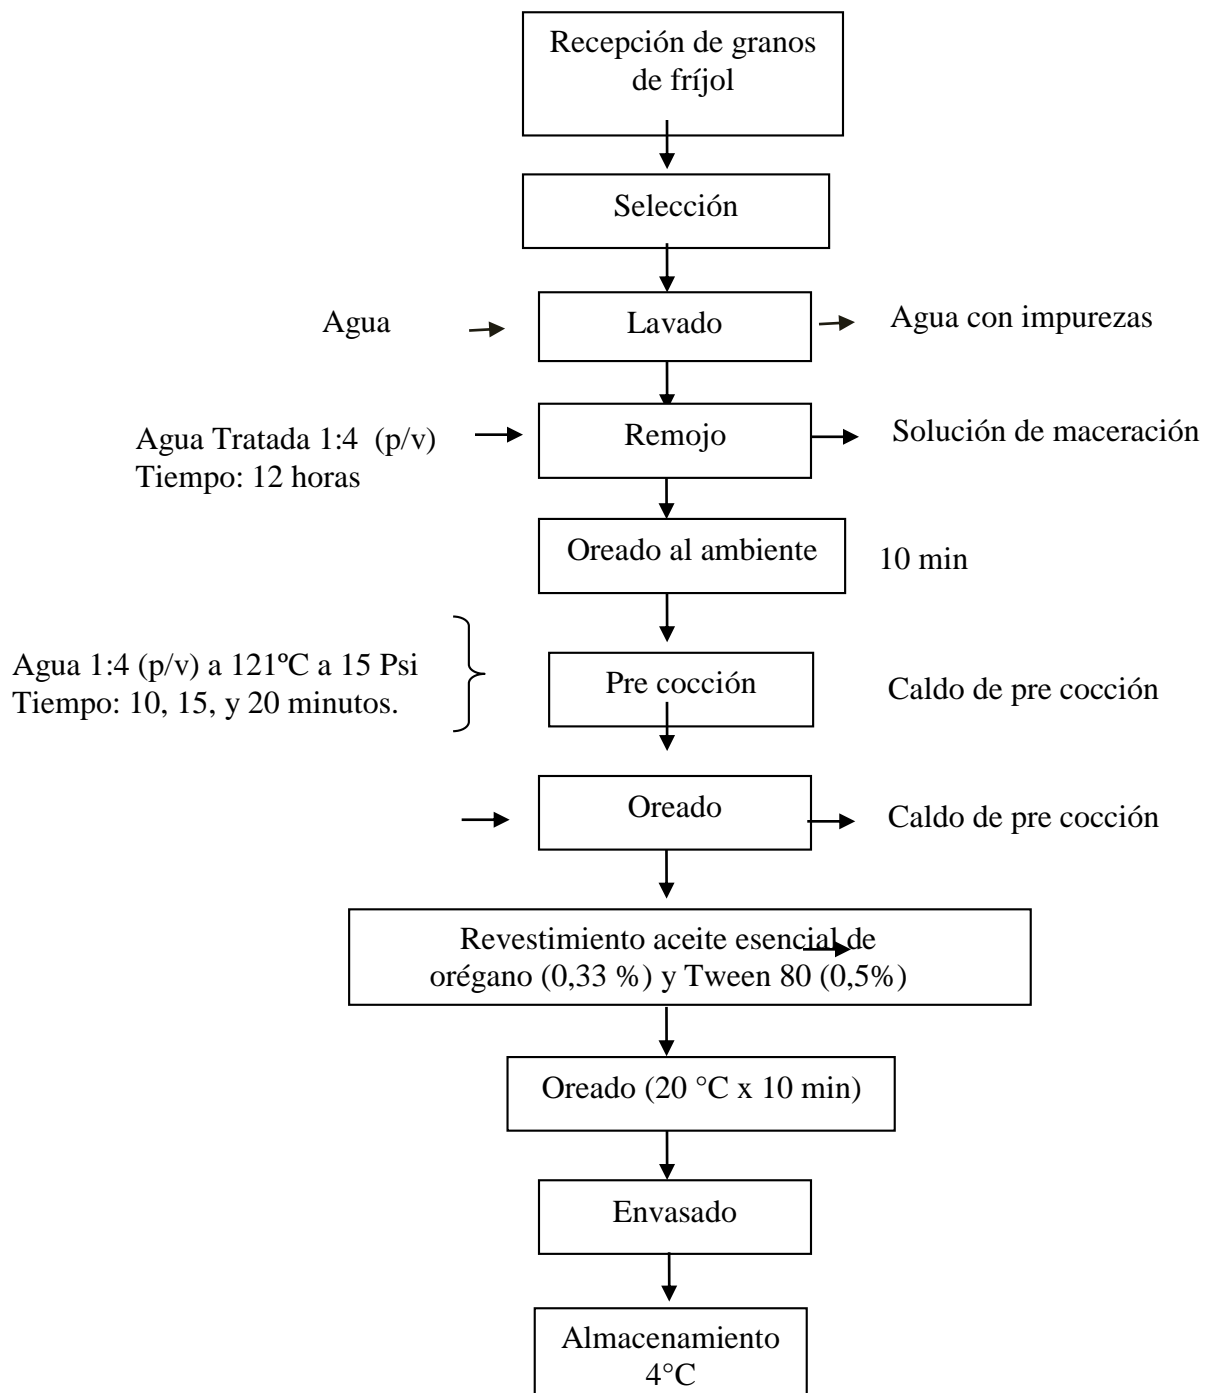 Recepción de granos
de fríjol
Selección
Agua
Lavado
Agua con impurezas
Agua Tratada 1:4 (p/v)
Tiempo: 12 horas
Remojo
Solución de maceración
Oreado al ambiente
10 min
Agua 1:4 (p/v) a 121ºC a 15 Psi
Tiempo: 10, 15, y 20 minutos.
Pre cocción
Caldo de pre cocción
Oreado
Caldo de pre cocción
Revestimiento aceite esencial de
orégano (0,33 %) y Tween 80 (0,5%)
Oreado (20 °C x 10 min)
Envasado
Almacenamiento
4°C